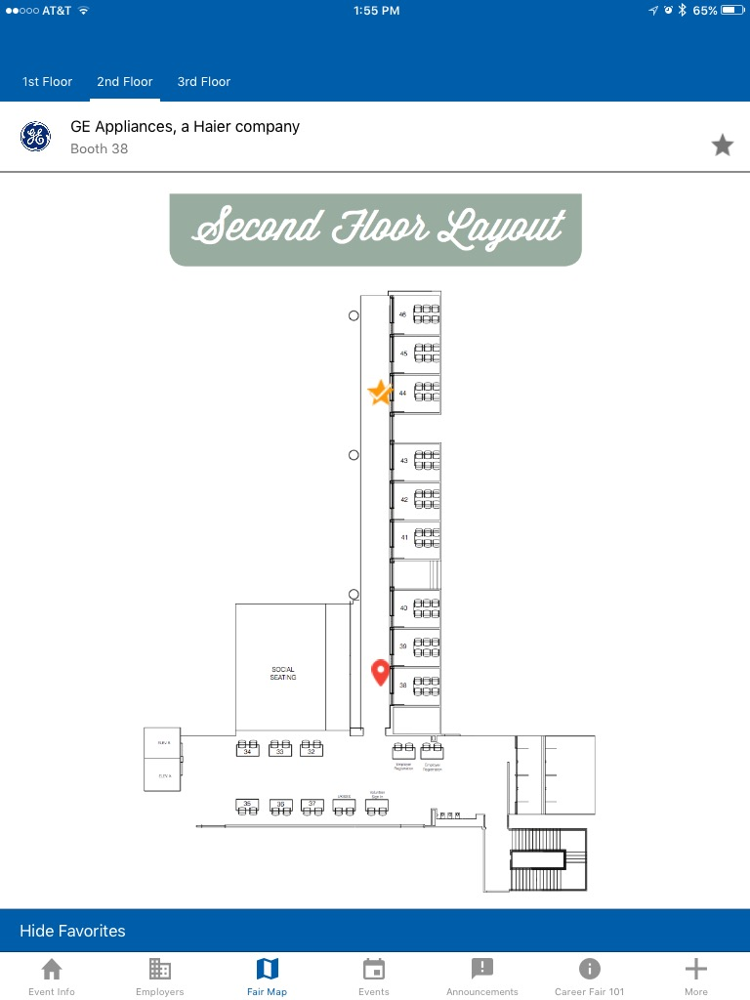 AT&T
1:55 PM
65%
1st Floor
2nd Floor
3rd Floor
GE Appliances, a Haier company
Booth 38
Second Floor Layout
46
45
44
43
42
41
40
39
38
SOCIAL
SEATING
ELEV A
ELEV A
34
33
32
Employer
Registration
Employer
Registration
35
36
37
Volunteer
Sign In
Hide Favorites
Event Info
Employers
Fair Map
Events
Announcements
Career Fair 101
More